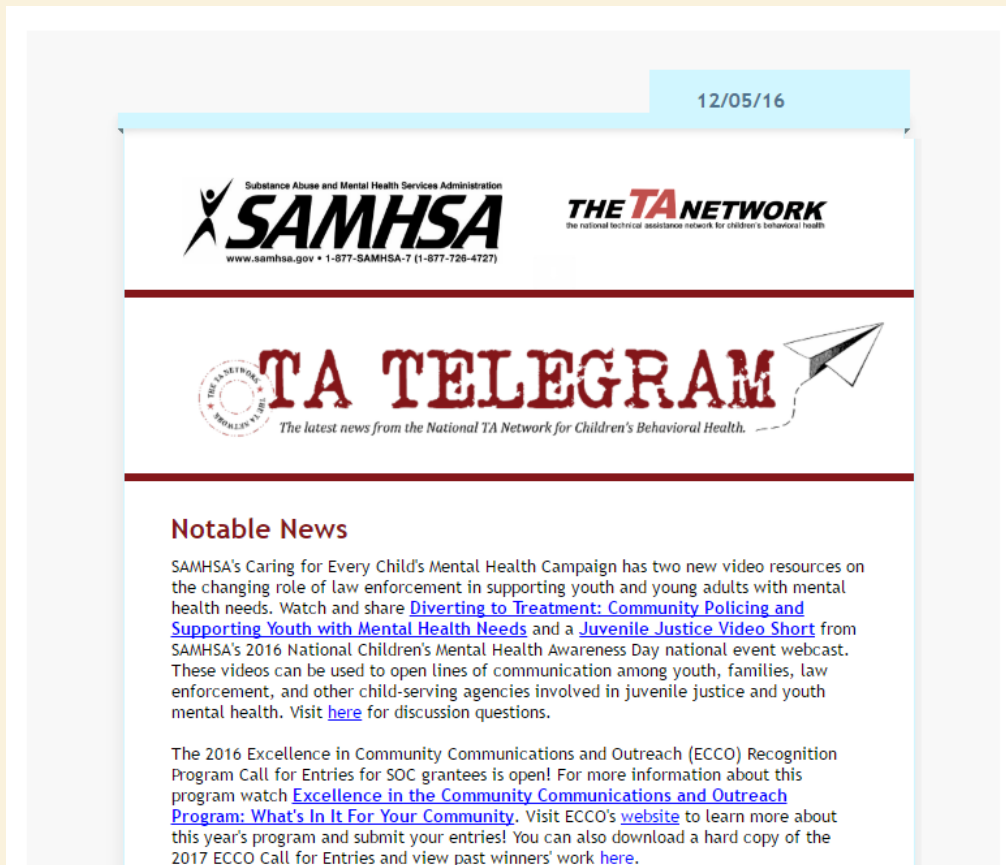 12/05/16
Substance Abuse and Mental Health Services Administration
SAMHSA
www.samhsa.gov • 1-877-SAMHSA-7 (1-877-726-4727)
THE TA NETWORK
the national technical assistance network for children's behavioral health
THE TA NETWORK THE TA NETWORK
TA TELEGRAM
The latest news from the National TA Network for Children's Behavioral Health.
Notable News
SAMHSA's Caring for Every Child's Mental Health Campaign has two new video resources on
the changing role of law enforcement in supporting youth and young adults with mental
health needs. Watch and share Diverting to Treatment: Community Policing and
Supporting Youth with Mental Health Needs and a Juvenile Justice Video Short from
SAMHSA's 2016 National Children's Mental Health Awareness Day national event webcast.
These videos can be used to open lines of communication among youth, families, law
enforcement, and other child-serving agencies involved in juvenile justice and youth
mental health. Visit here for discussion questions.
The 2016 Excellence in Community Communications and Outreach (ECCO) Recognition
Program Call for Entries for SOC grantees is open! For more information about this
program watch Excellence in the Community Communications and Outreach
Program: What's In It For Your Community. Visit ECCO's website to learn more about
this year's program and submit your entries! You can also download a hard copy of the
2017 ECCO Call for Entries and view past winners' work here.